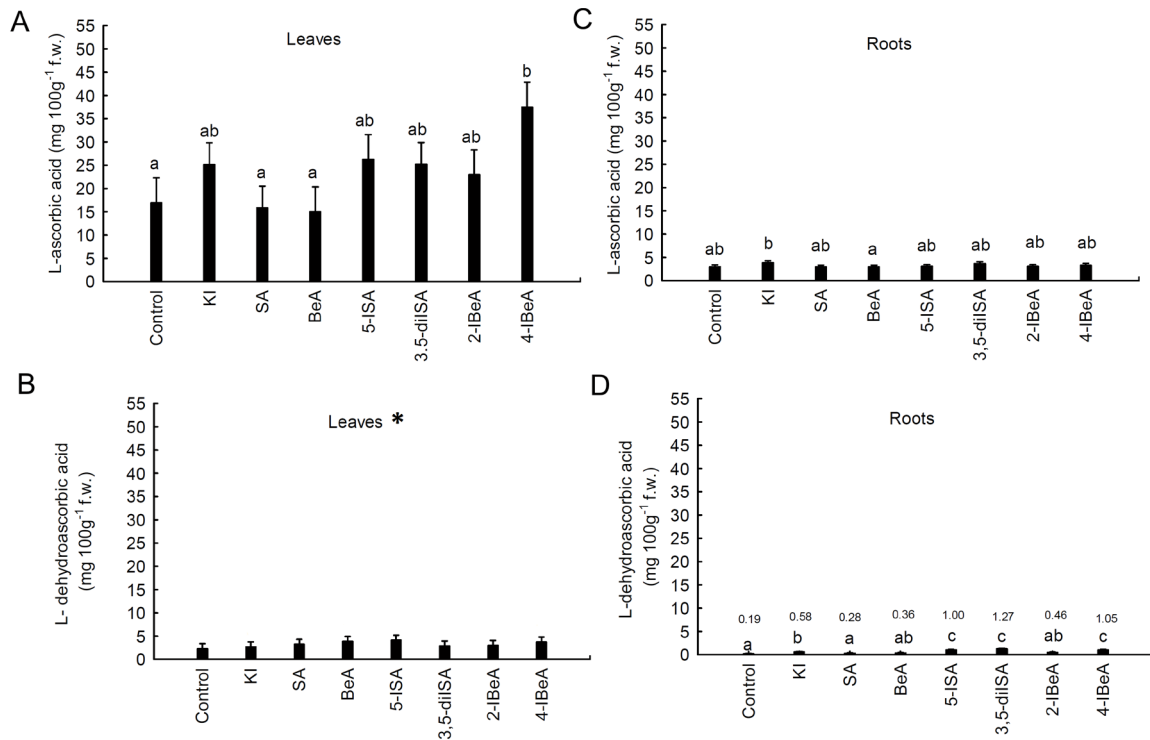 A
Leaves
L-ascorbic acid (mg 100g⁻¹ f.w.)
55
50
45
40
35
30
25
20
15
10
5
0
a
ab
a
a
ab
ab
ab
b
Control
KI
SA
BeA
5-ISA
3.5-diISA
2-IBeA
4-IBeA
C
Roots
L-ascorbic acid (mg 100g⁻¹ f.w.)
55
50
45
40
35
30
25
20
15
10
5
0
ab
b
ab
a
ab
ab
ab
ab
Control
KI
SA
BeA
5-ISA
3,5-diISA
2-IBeA
4-IBeA
B
Leaves *
L- dehydroascorbic acid
(mg 100g⁻¹ f.w.)
55
50
45
40
35
30
25
20
15
10
5
0
Control
KI
SA
BeA
5-ISA
3,5-diISA
2-IBeA
4-IBeA
D
Roots
L-dehydroascorbic acid
(mg 100g⁻¹ f.w.)
55
50
45
40
35
30
25
20
15
10
5
0
0.19 0.58 0.28 0.36 1.00 1.27 0.46 1.05
a b a ab c c ab c
Control
KI
SA
BeA
5-ISA
3,5-diISA
2-IBeA
4-IBeA